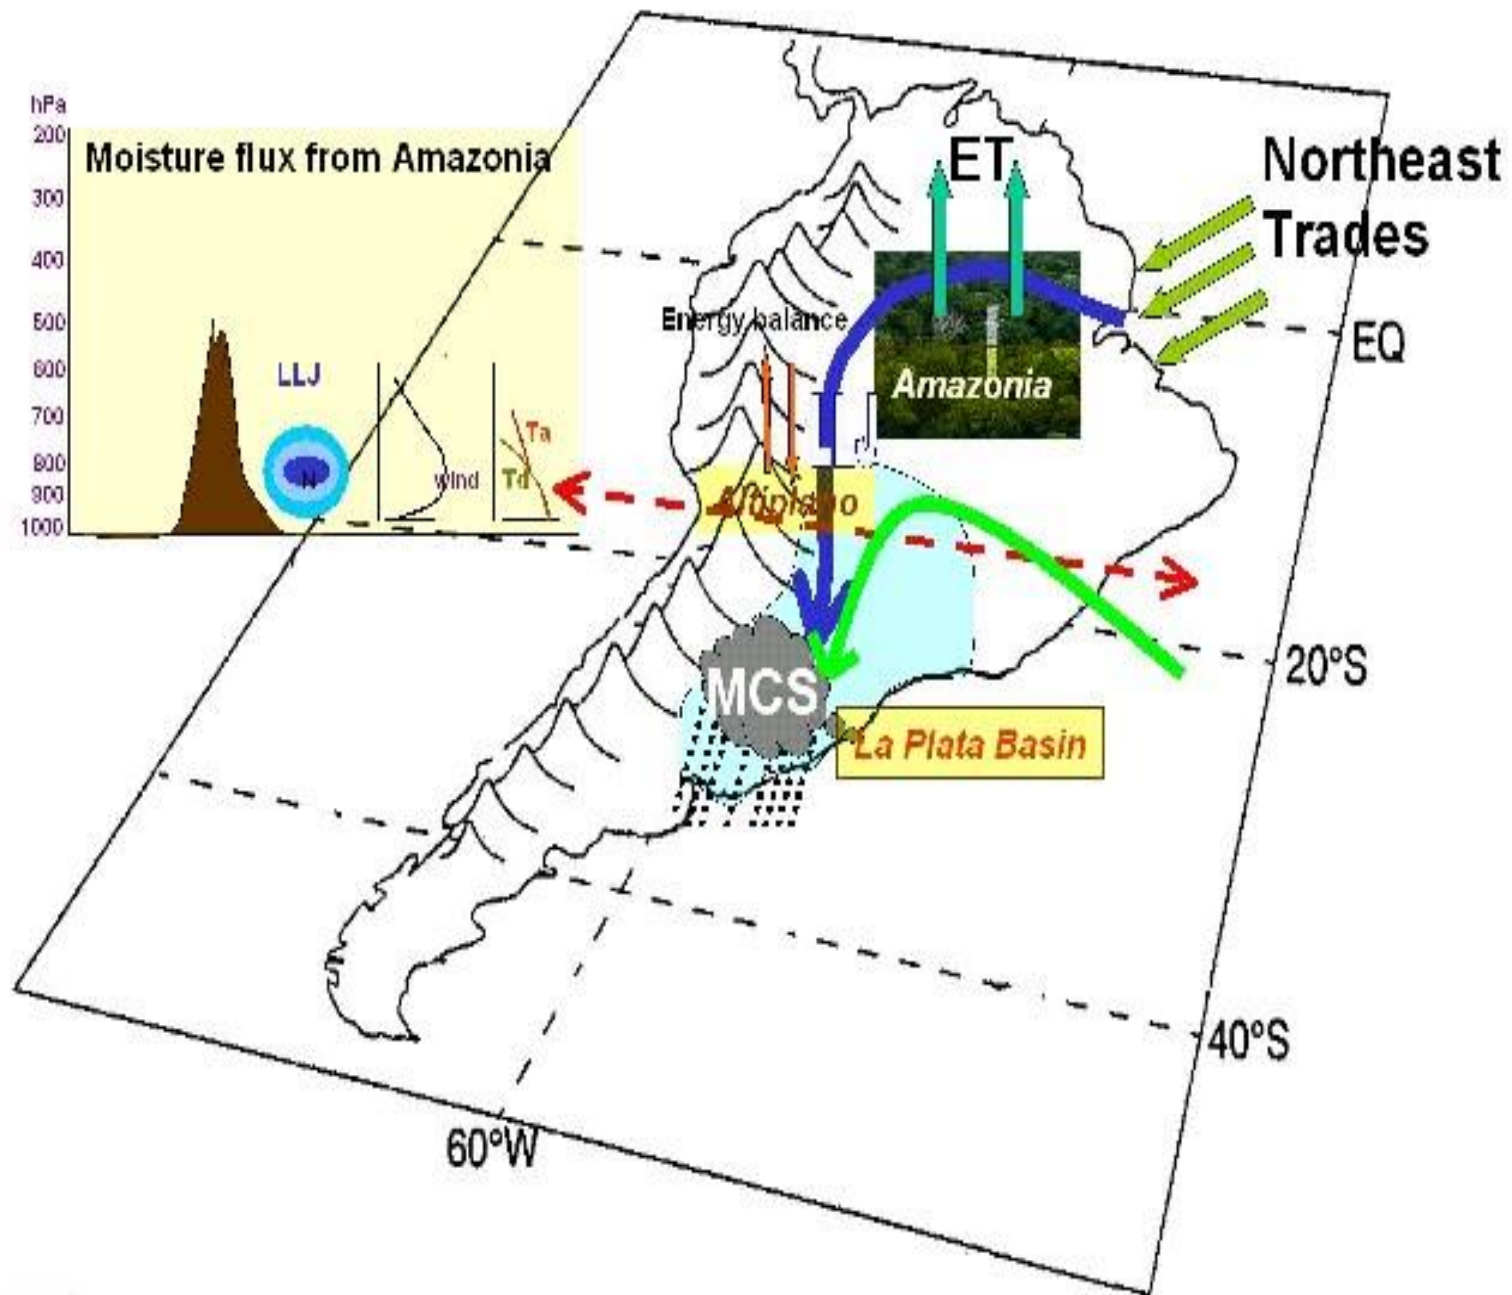 hPa
200
Moisture flux from Amazonia
300
400
500
600
700
800
900
1000
LLJ
N
wind
Ta
Td
ET
Northeast
Trades
Energy balance
Amazonia
EQ
Altiplano
20°S
MCS
La Plata Basin
40°S
60°W